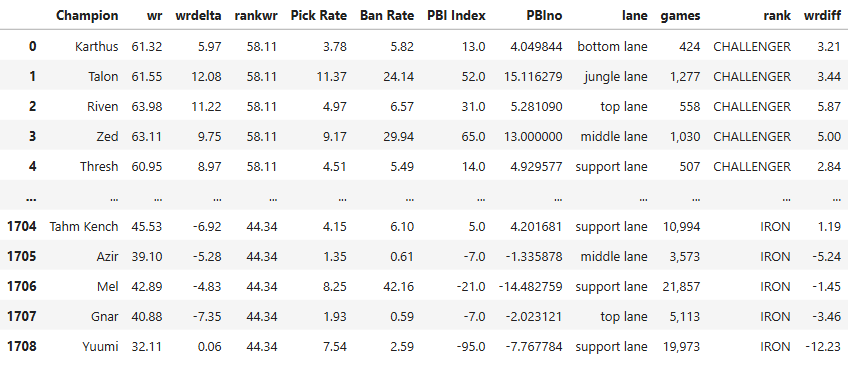 Champion wr wrdelta rankwr Pick Rate Ban Rate PBI Index PBIno lane games rank wrdiff
0 Karthus 61.32 5.97 58.11 3.78 5.82 13.0 4.049844 bottom lane 424 CHALLENGER 3.21
1 Talon 61.55 12.08 58.11 11.37 24.14 52.0 15.116279 jungle lane 1,277 CHALLENGER 3.44
2 Riven 63.98 11.22 58.11 4.97 6.57 31.0 5.281090 top lane 558 CHALLENGER 5.87
3 Zed 63.11 9.75 58.11 9.17 29.94 65.0 13.000000 middle lane 1,030 CHALLENGER 5.00
4 Thresh 60.95 8.97 58.11 4.51 5.49 14.0 4.929577 support lane 507 CHALLENGER 2.84
... ... ... ... ... ... ... ... ... ... ... ... ...
1704 Tahm Kench 45.53 -6.92 44.34 4.15 6.10 5.0 4.201681 support lane 10,994 IRON 1.19
1705 Azir 39.10 -5.28 44.34 1.35 0.61 -7.0 -1.335878 middle lane 3,573 IRON -5.24
1706 Mel 42.89 -4.83 44.34 8.25 42.16 -21.0 -14.482759 support lane 21,857 IRON -1.45
1707 Gnar 40.88 -7.35 44.34 1.93 0.59 -7.0 -2.023121 top lane 5,113 IRON -3.46
1708 Yuumi 32.11 0.06 44.34 7.54 2.59 -95.0 -7.767784 support lane 19,973 IRON -12.23